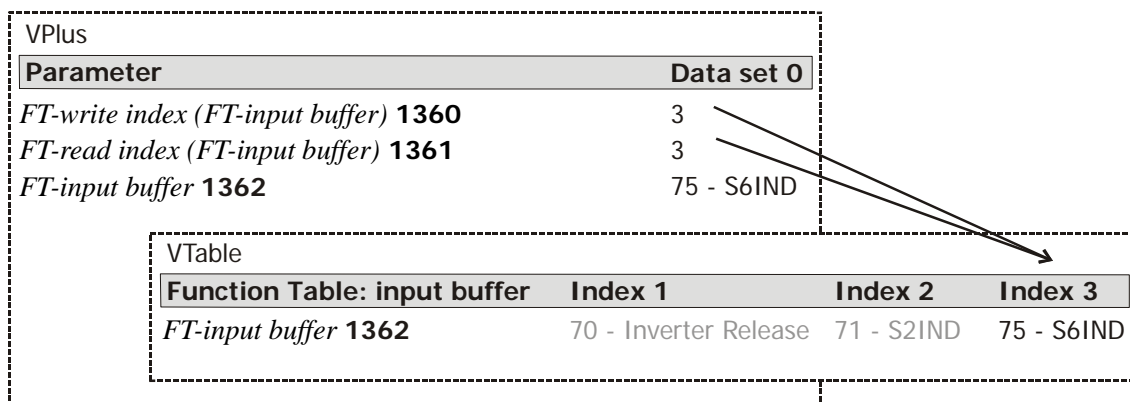 VPlus
Parameter Data set 0
FT-write index (FT-input buffer) 1360 3
FT-read index (FT-input buffer) 1361 3
FT-input buffer 1362 75 - S6IND
VTable
Function Table: input buffer Index 1 Index 2 Index 3
FT-input buffer 1362 70 - Inverter Release 71 - S2IND 75 - S6IND